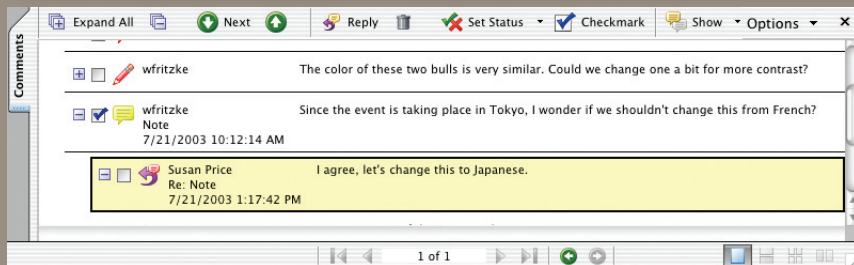 Expand All Next Reply Set Status Checkmark Show Options
Comments
wfritzke The color of these two bulls is very similar. Could we change one a bit for more contrast?
wfritzke Since the event is taking place in Tokyo, I wonder if we shouldn't change this from French?
Note
7/21/2003 10:12:14 AM
Susan Price I agree, let's change this to Japanese.
Re: Note
7/21/2003 1:17:42 PM
1 of 1